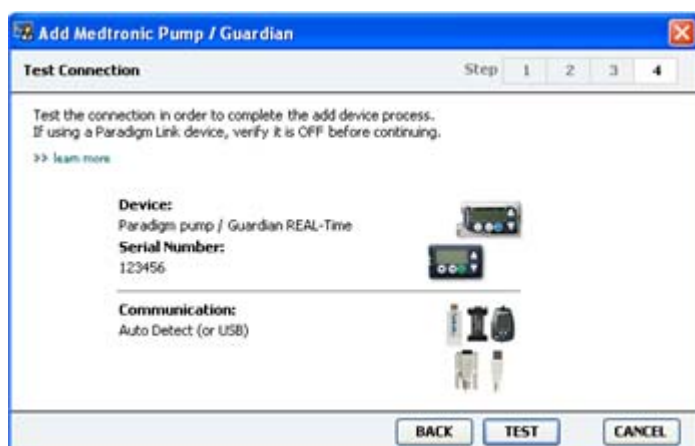 Add Medtronic Pump / Guardian
Test Connection Step 1 2 3 4
Test the connection in order to complete the add device process.
If using a Paradigm Link device, verify it is OFF before continuing.
>> learn more
Device:
Paradigm pump / Guardian REAL-Time
Serial Number:
123456
Communication:
Auto Detect (or USB)
BACK TEST CANCEL